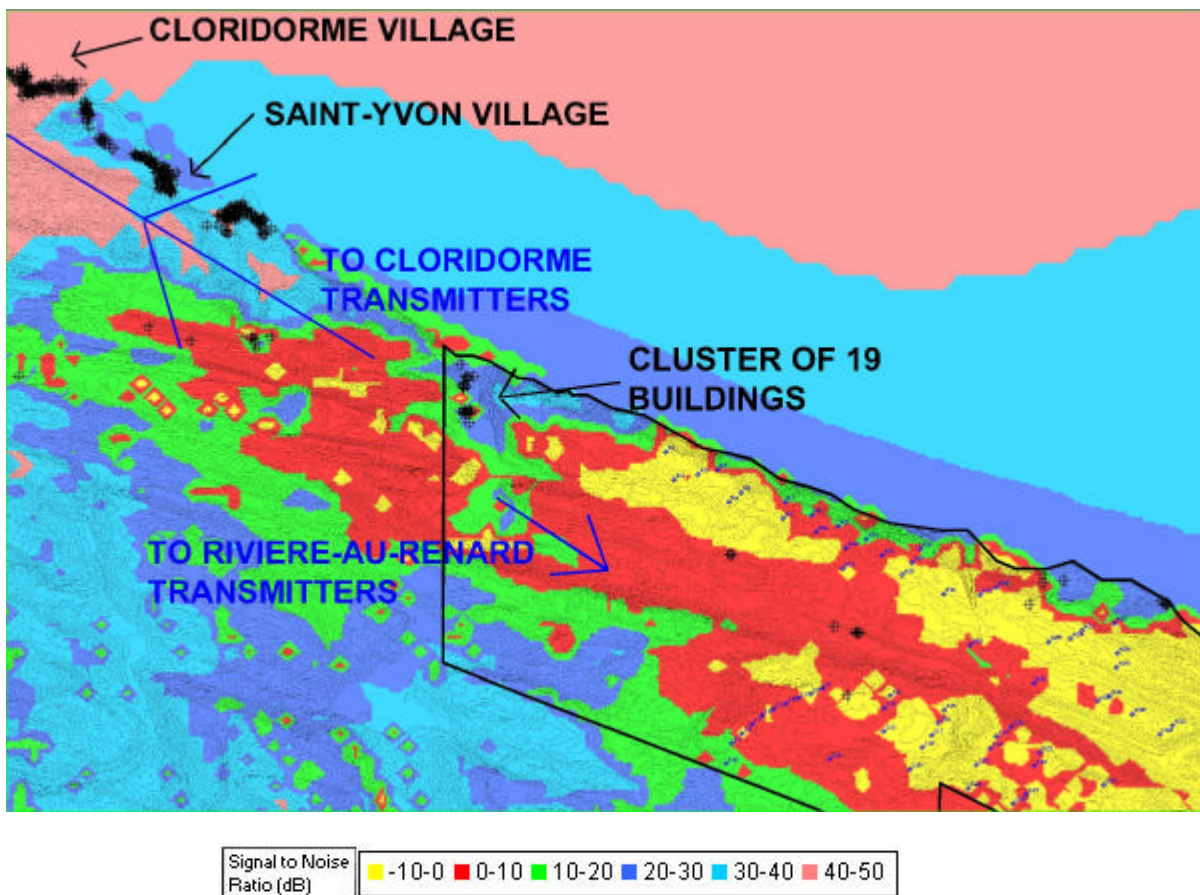 CLORIDORME VILLAGE
SAINT-YVON VILLAGE
TO CLORIDORME
TRANSMITTERS
CLUSTER OF 19
BUILDINGS
TO RIVIERE-AU-RENARD
TRANSMITTERS
Signal to Noise
Ratio (dB)
-10-0 0-10 10-20 20-30 30-40 40-50